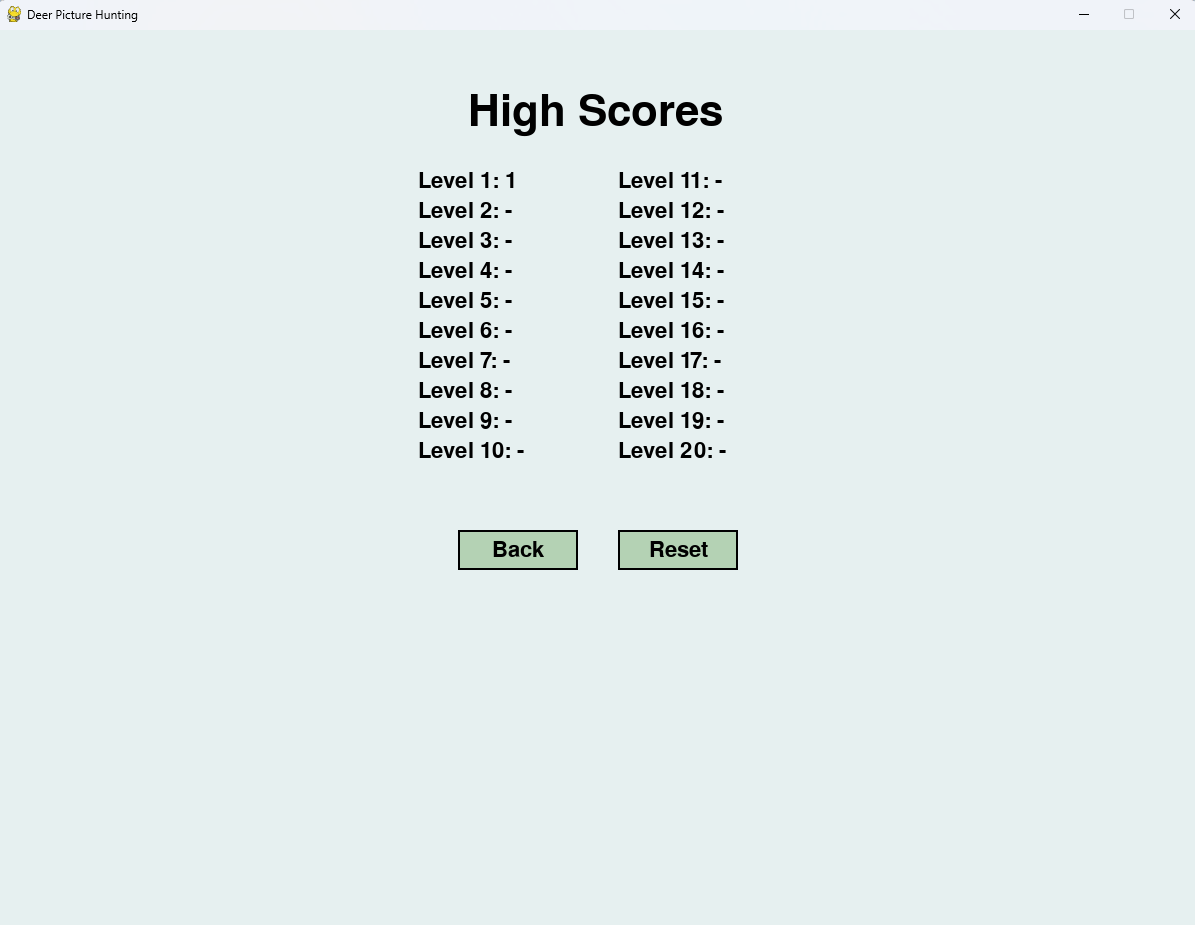 Deer Picture Hunting
High Scores
Level 1: 1
Level 2: -
Level 3: -
Level 4: -
Level 5: -
Level 6: -
Level 7: -
Level 8: -
Level 9: -
Level 10: -
Level 11: -
Level 12: -
Level 13: -
Level 14: -
Level 15: -
Level 16: -
Level 17: -
Level 18: -
Level 19: -
Level 20: -
Back
Reset